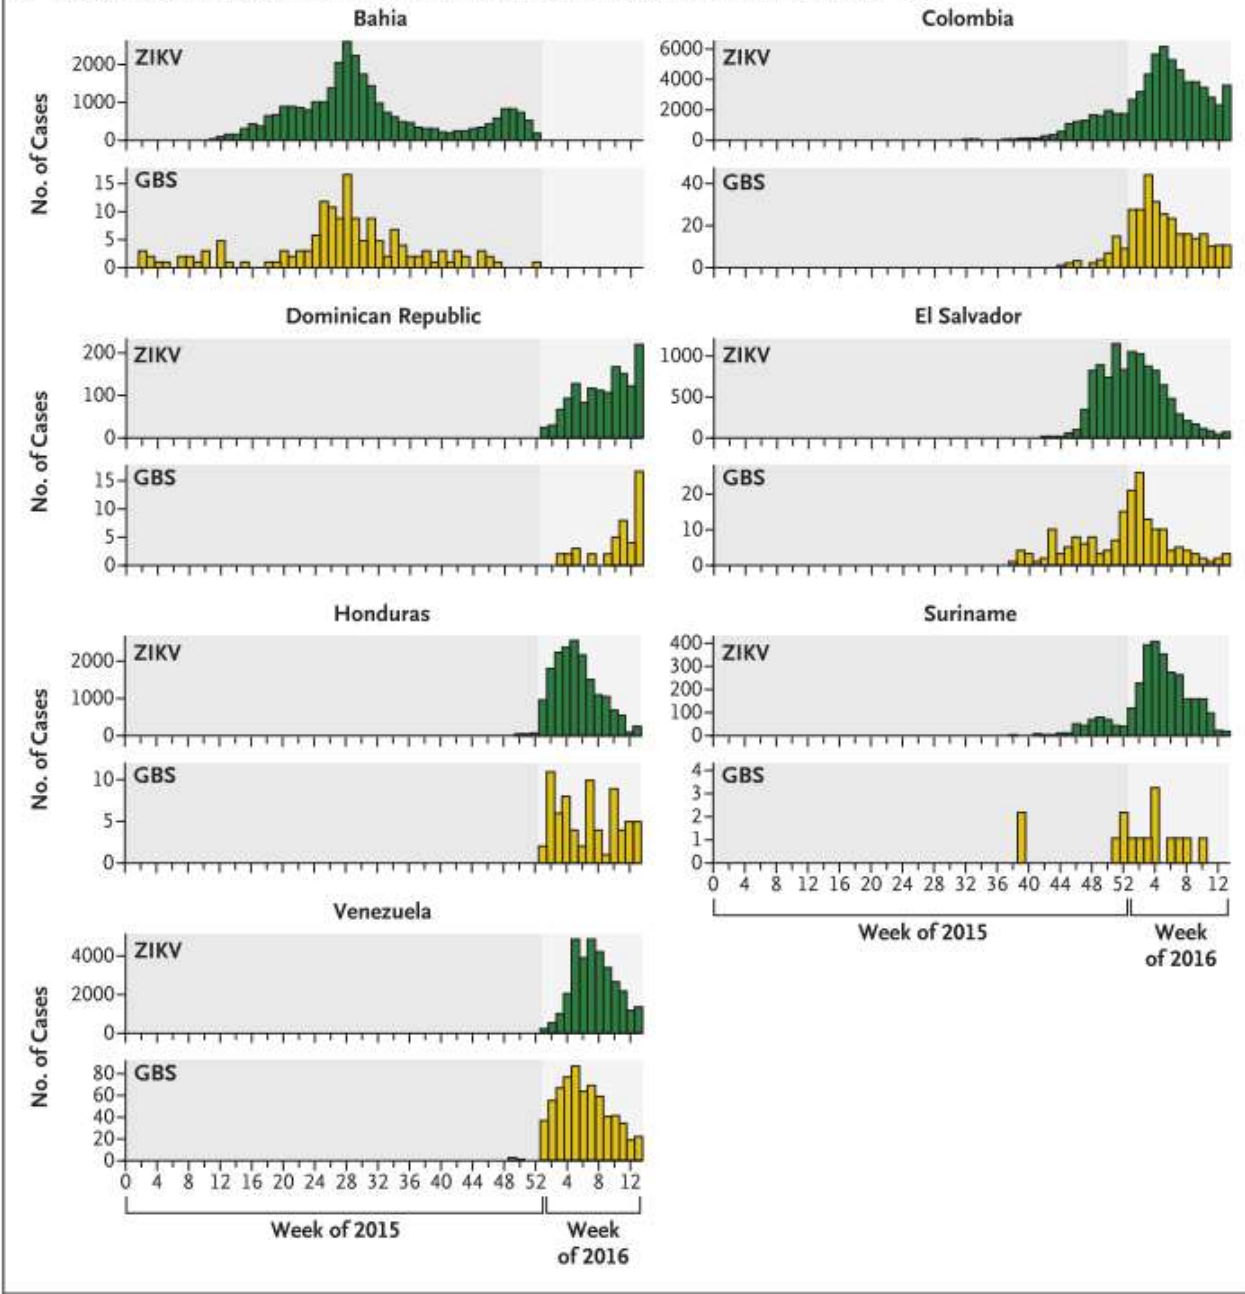 Bahia
ZIKV
2000
1000
0
No. of Cases
GBS
15
10
5
0
Colombia
ZIKV
6000
4000
2000
0
GBS
40
20
0
Dominican Republic
ZIKV
200
100
0
No. of Cases
GBS
15
10
5
0
El Salvador
ZIKV
1000
500
0
GBS
20
10
0
Honduras
ZIKV
2000
1000
0
No. of Cases
GBS
10
5
0
Suriname
ZIKV
400
300
200
100
0
GBS
4
3
2
1
0
0 4 8 12 16 20 24 28 32 36 40 44 48 52 4 8 12
Week of 2015
Week
of 2016
Venezuela
ZIKV
4000
2000
0
No. of Cases
GBS
80
60
40
20
0
0 4 8 12 16 20 24 28 32 36 40 44 48 52 4 8 12
Week of 2015
Week
of 2016